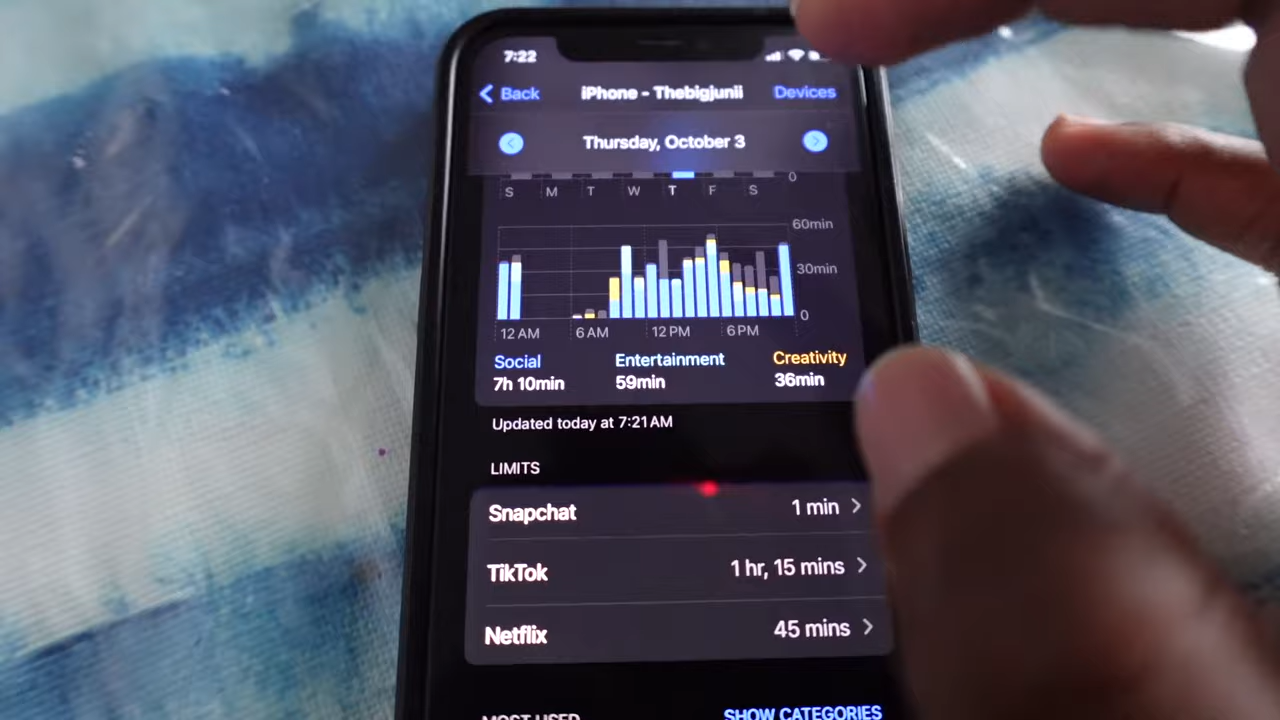 7:22
Back iPhone - Thebigjunii Devices
Thursday, October 3
0
S M T W T F S
60min
30min
0
12 AM 6 AM 12 PM 6 PM
Social Entertainment Creativity
7h 10min 59min 36min
Updated today at 7:21 AM
LIMITS
Snapchat 1 min
TikTok 1 hr, 15 mins
Netflix 45 mins
MOST USED SHOW CATEGORIES